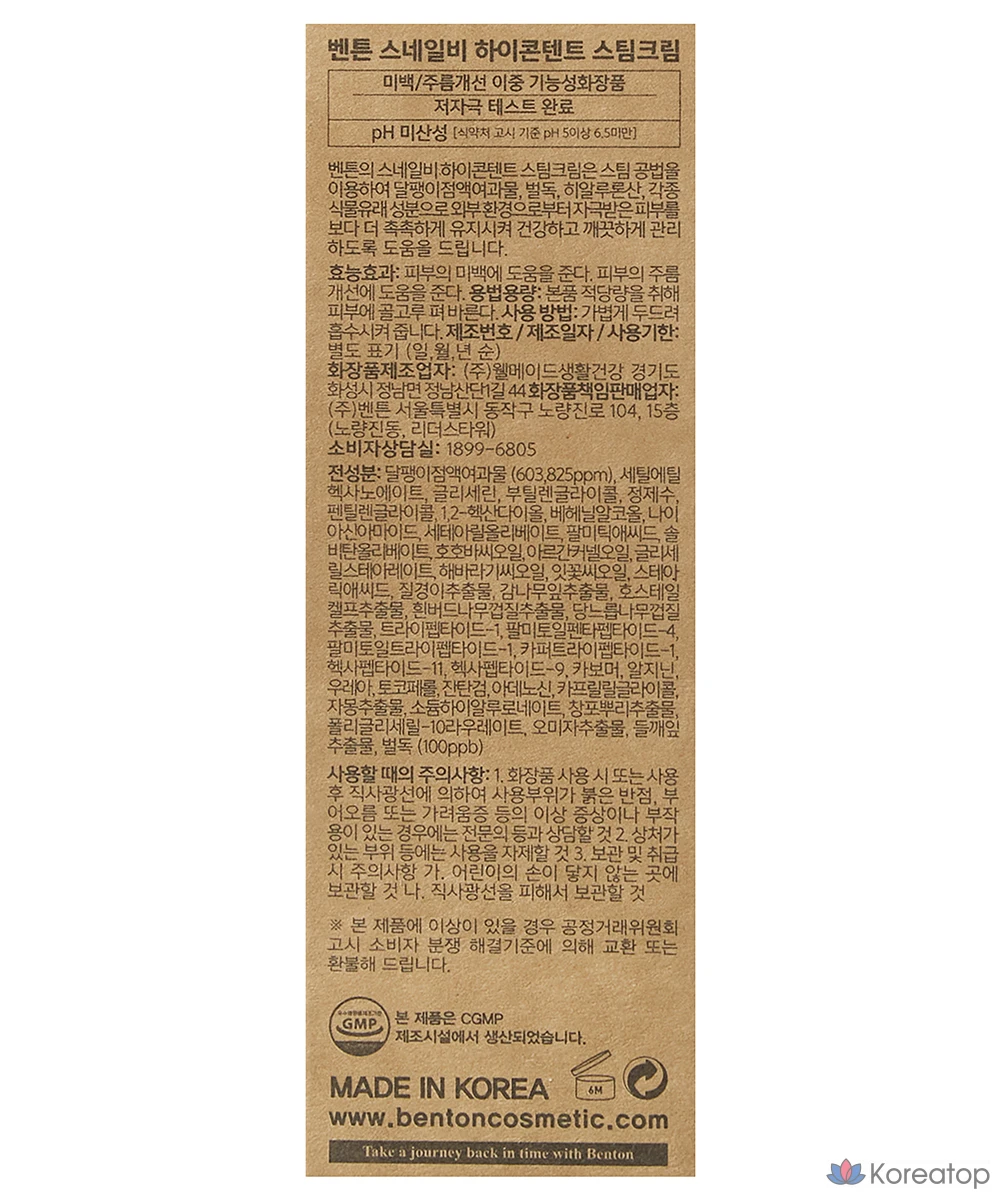 벤튼 스네일비 하이콘텐트 스팀크림
미백/주름개선 이중 기능성화장품
저자극 테스트 완료
pH 미산성 [식약처 고시 기준 pH 5이상 6.5미만]
벤튼의 스네일비 하이콘텐트 스팀크림은 스팀 공법을
이용하여 달팽이점액여과물, 벌독, 히알루론산, 각종
식물유래 성분으로 외부 환경으로부터 자극받은 피부를
보다 더 촉촉하게 유지시켜 건강하고 깨끗하게 관리
하도록 도움을 드립니다.
효능효과: 피부의 미백에 도움을 준다. 피부의 주름
개선에 도움을 준다. 용법용량: 본품 적당량을 취해
피부에 골고루 펴 바른다. 사용 방법: 가볍게 두드려
흡수시켜 줍니다. 제조번호 / 제조일자 / 사용기한:
별도 표기 (일,월,년 순)
화장품제조업자: (주)웰메이드생활건강 경기도
화성시 정남면 정남산단1길 44 화장품책임판매업자:
(주)벤튼 서울특별시 동작구 노량진로 104, 15층
(노량진동, 리더스타워)
소비자상담실: 1899-6805
전성분: 달팽이점액여과물 (603,825ppm), 세틸에틸
헥사노에이트, 글리세린, 부틸렌글라이콜, 정제수,
펜틸렌글라이콜, 1,2-헥산다이올, 베헤닐알코올, 나이
아신아마이드, 세테아릴올리베이트, 팔미틱애씨드, 솔
비탄올리베이트, 호호바씨오일, 아르간커넬오일, 글리세
릴스테아레이트, 해바라기씨오일, 잇꽃씨오일, 스테아
릭애씨드, 질경이추출물, 감나무잎추출물, 호스테일
켈프추출물, 흰버드나무껍질추출물, 당느릅나무껍질
추출물, 트라이펩타이드-1, 팔미토일펜타펩타이드-4,
팔미토일트라이펩타이드-1, 카퍼트라이펩타이드-1,
헥사펩타이드-11, 헥사펩타이드-9, 카보머, 알지닌,
우레아, 토코페롤, 잔탄검, 아데노신, 카프릴릴글라이콜,
자몽추출물, 소듐하이알루로네이트, 창포뿌리추출물,
폴리글리세릴-10라우레이트, 오미자추출물, 들깨잎
추출물, 벌독 (100ppb)
사용할 때의 주의사항: 1. 화장품 사용 시 또는 사용
후 직사광선에 의하여 사용부위가 붉은 반점, 부
어오름 또는 가려움증 등의 이상 증상이나 부작
용이 있는 경우에는 전문의 등과 상담할 것 2. 상처가
있는 부위 등에는 사용을 자제할 것 3. 보관 및 취급
시 주의사항 가. 어린이의 손이 닿지 않는 곳에
보관할 것 나. 직사광선을 피해서 보관할 것
※ 본 제품에 이상이 있을 경우 공정거래위원회
고시 소비자 분쟁 해결기준에 의해 교환 또는
환불해 드립니다.
GMP
본 제품은 CGMP
제조시설에서 생산되었습니다.
6M
MADE IN KOREA
www.bentoncosmetic.com
Take a journey back in time with Benton
Koreatop